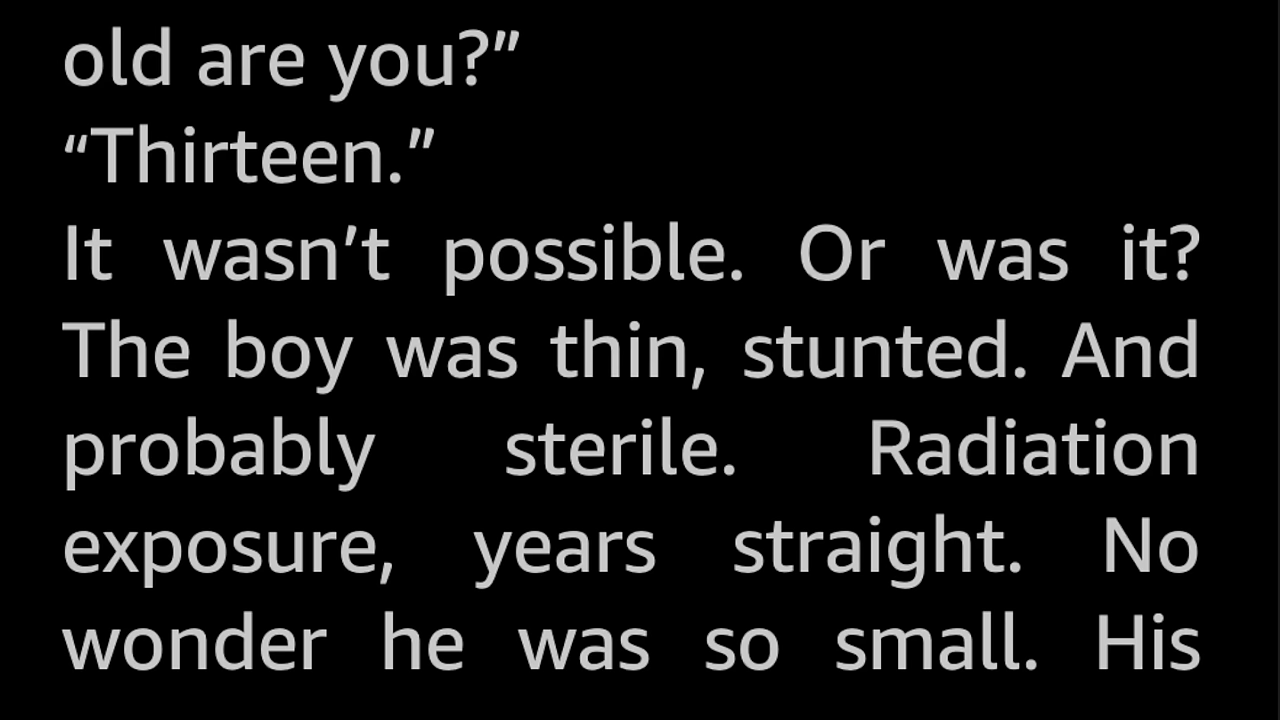 old are you?”
“Thirteen.”
It wasn’t possible. Or was it?
The boy was thin, stunted. And
probably sterile. Radiation
exposure, years straight. No
wonder he was so small. His